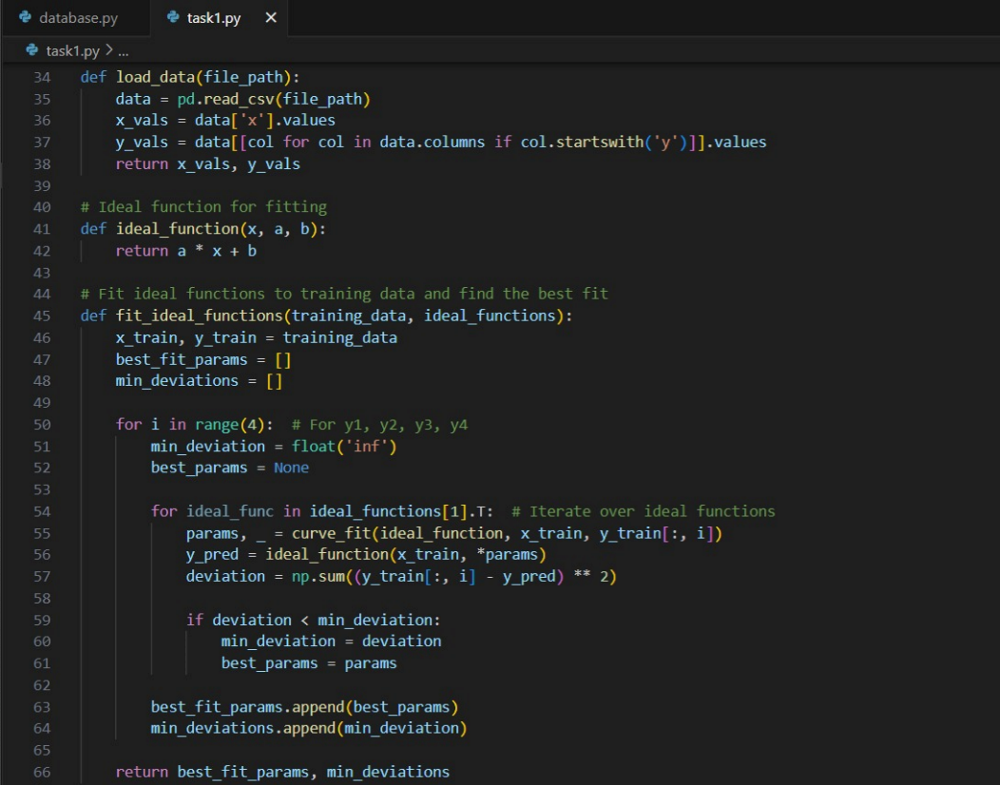 database.py task1.py ✕
task1.py > ...
34 def load_data(file_path):
35     data = pd.read_csv(file_path)
36     x_vals = data['x'].values
37     y_vals = data[[col for col in data.columns if col.startswith('y')]].values
38     return x_vals, y_vals
39
40 # Ideal function for fitting
41 def ideal_function(x, a, b):
42     return a * x + b
43
44 # Fit ideal functions to training data and find the best fit
45 def fit_ideal_functions(training_data, ideal_functions):
46     x_train, y_train = training_data
47     best_fit_params = []
48     min_deviations = []
49
50     for i in range(4):  # For y1, y2, y3, y4
51         min_deviation = float('inf')
52         best_params = None
53
54         for ideal_func in ideal_functions[1].T:  # Iterate over ideal functions
55             params, _ = curve_fit(ideal_function, x_train, y_train[:, i])
56             y_pred = ideal_function(x_train, *params)
57             deviation = np.sum((y_train[:, i] - y_pred) ** 2)
58
59             if deviation < min_deviation:
60                 min_deviation = deviation
61                 best_params = params
62
63         best_fit_params.append(best_params)
64         min_deviations.append(min_deviation)
65
66     return best_fit_params, min_deviations